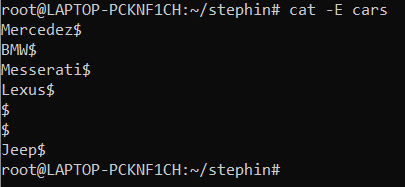 root@LAPTOP-PCKNF1CH:~/stephin# cat -E cars
Mercedez$
BMW$
Messerati$
Lexus$
$
$
Jeep$
root@LAPTOP-PCKNF1CH:~/stephin#